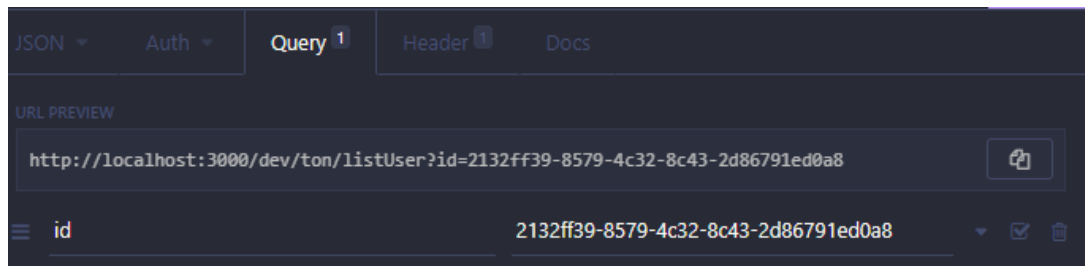 JSON Auth Query 1 Header 1 Docs
URL PREVIEW
http://localhost:3000/dev/ton/listUser?id=2132ff39-8579-4c32-8c43-2d86791ed0a8
id 2132ff39-8579-4c32-8c43-2d86791ed0a8